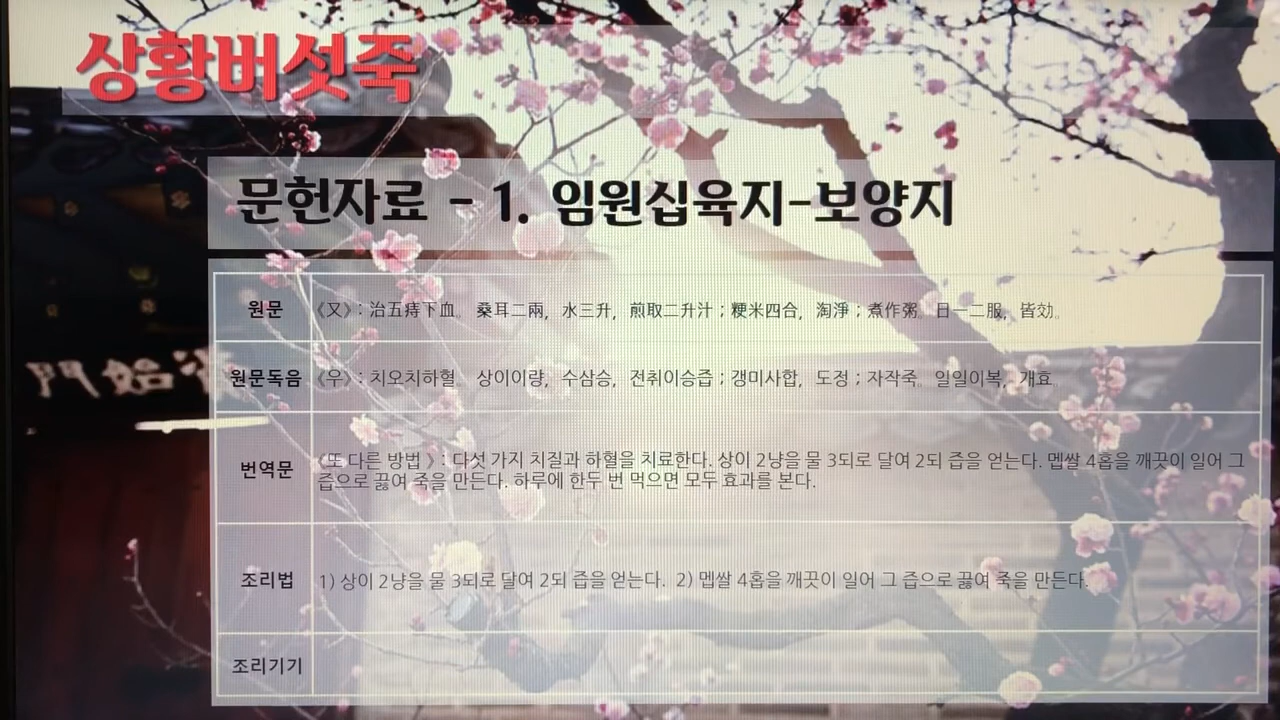 상황버섯죽
문헌자료 - 1. 임원십육지-보양지
원문 《又》: 治五痔下血。 桑耳二兩, 水三升, 煎取二升汁 ; 粳米四合, 淘淨 ; 煮作粥。 日一二服, 皆効。
원문독음 《우》: 치오치하혈。 상이이량, 수삼승, 전취이승즙 ; 갱미사합, 도정 ; 자작죽。 일일이복, 개효。
번역문 《또 다른 방법 》 : 다섯 가지 치질과 하혈을 치료한다. 상이 2냥을 물 3되로 달여 2되 즙을 얻는다. 멥쌀 4홉을 깨끗이 일어 그
즙으로 끓여 죽을 만든다. 하루에 한두 번 먹으면 모두 효과를 본다.
조리법 1) 상이 2냥을 물 3되로 달여 2되 즙을 얻는다. 2) 멥쌀 4홉을 깨끗이 일어 그 즙으로 끓여 죽을 만든다.
조리기기
門始